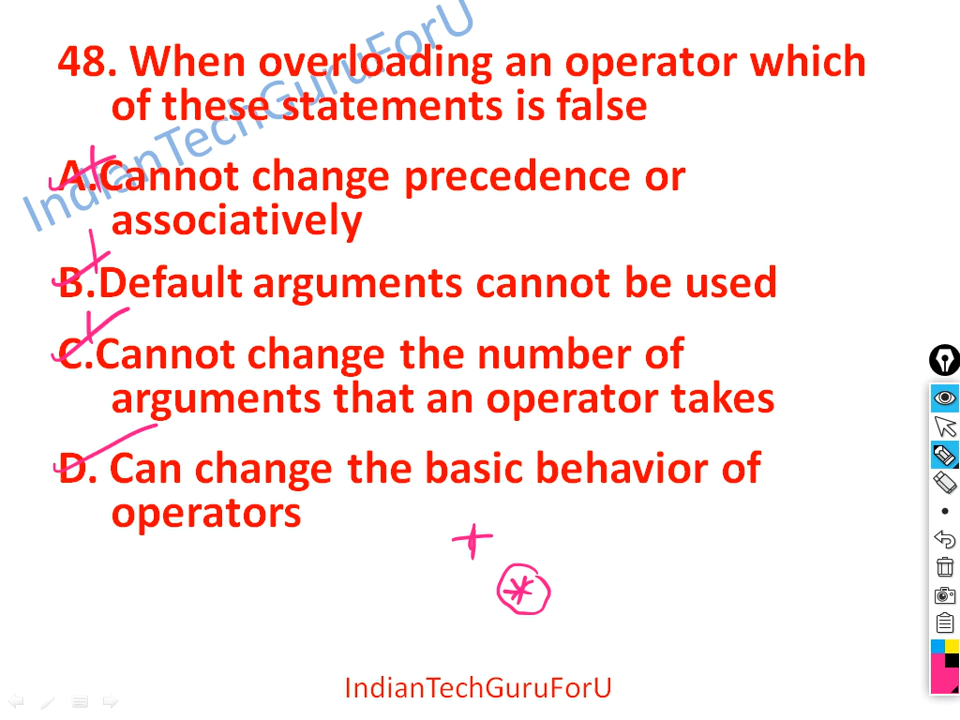 48. When overloading an operator which
of these statements is false
IndianTechGuruForU
A.Cannot change precedence or
associatively
B.Default arguments cannot be used
C.Cannot change the number of
arguments that an operator takes
D. Can change the basic behavior of
operators
+
*
IndianTechGuruForU